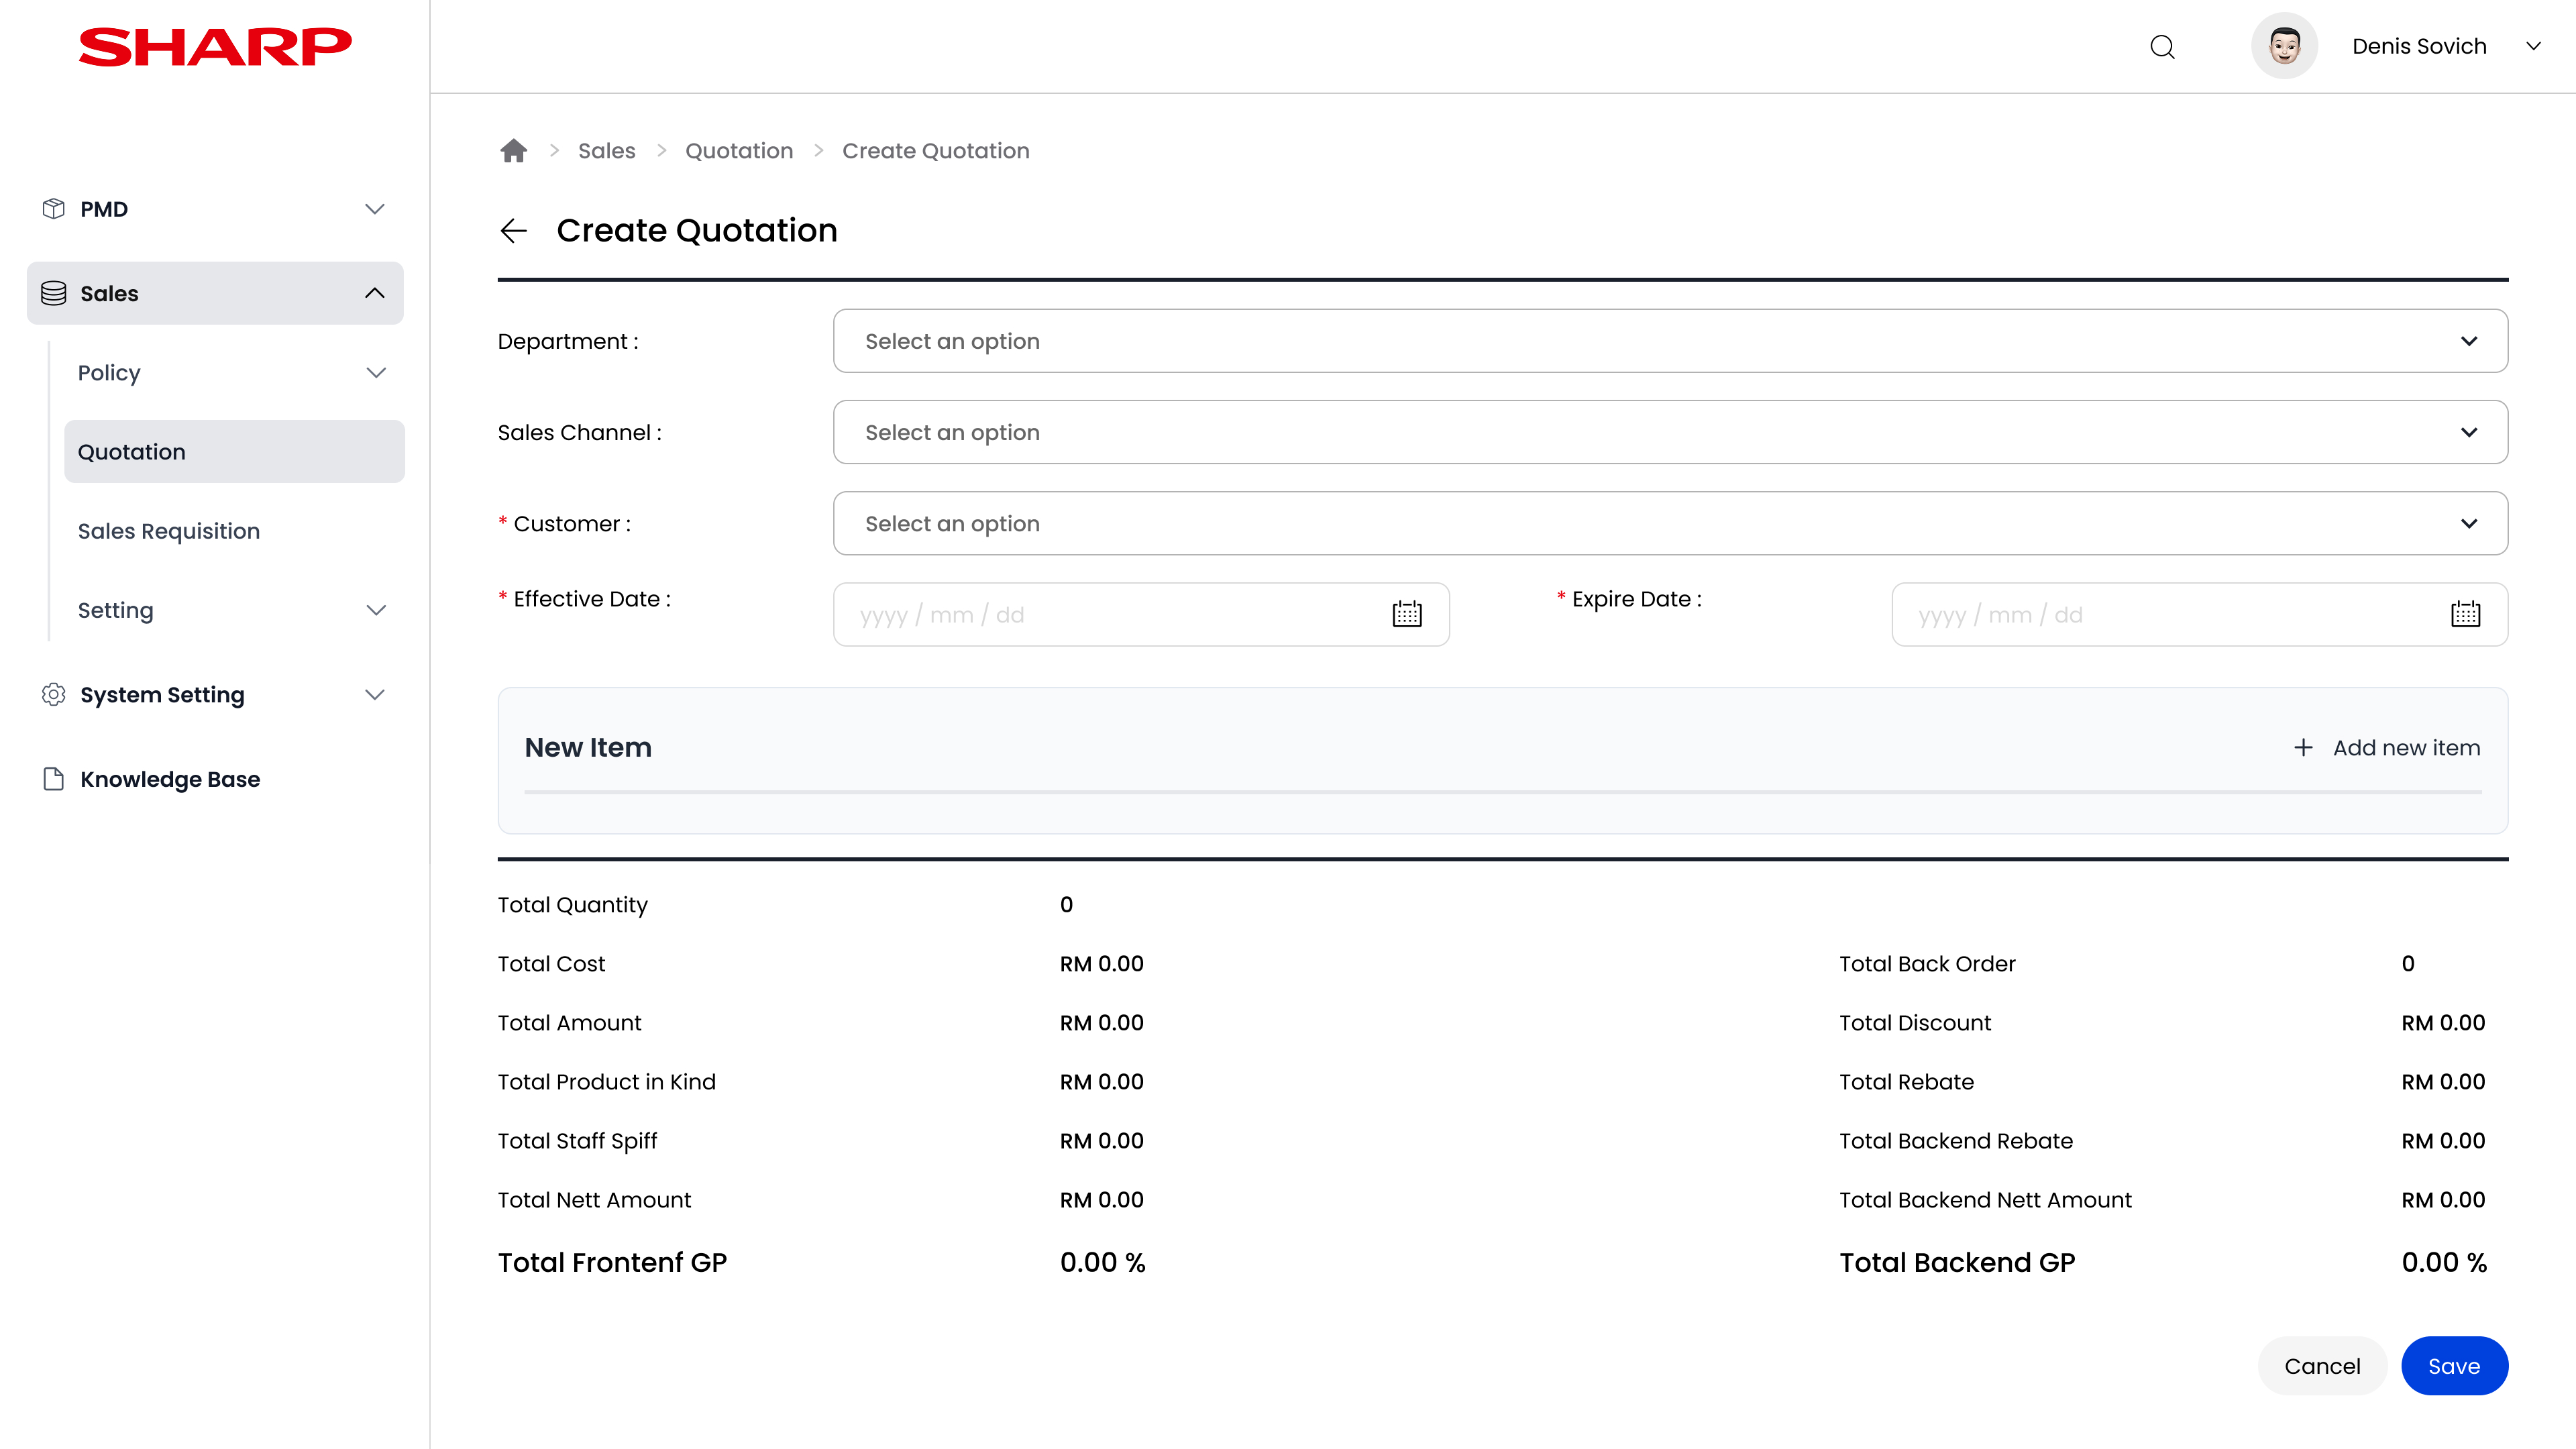 SHARP
Denis Sovich
Sales
Quotation
Create Quotation
PMD
Sales
Policy
Quotation
Sales Requisition
Setting
System Setting
Knowledge Base
Create Quotation
Department :
Select an option
Sales Channel :
Select an option
* Customer :
Select an option
* Effective Date :
yyyy / mm / dd
* Expire Date :
yyyy / mm / dd
New Item
Add new item
Total Quantity
0
Total Cost
RM 0.00
Total Back Order
0
Total Amount
RM 0.00
Total Discount
RM 0.00
Total Product in Kind
RM 0.00
Total Rebate
RM 0.00
Total Staff Spiff
RM 0.00
Total Backend Rebate
RM 0.00
Total Nett Amount
RM 0.00
Total Backend Nett Amount
RM 0.00
Total Frontenf GP
0.00 %
Total Backend GP
0.00 %
Cancel
Save